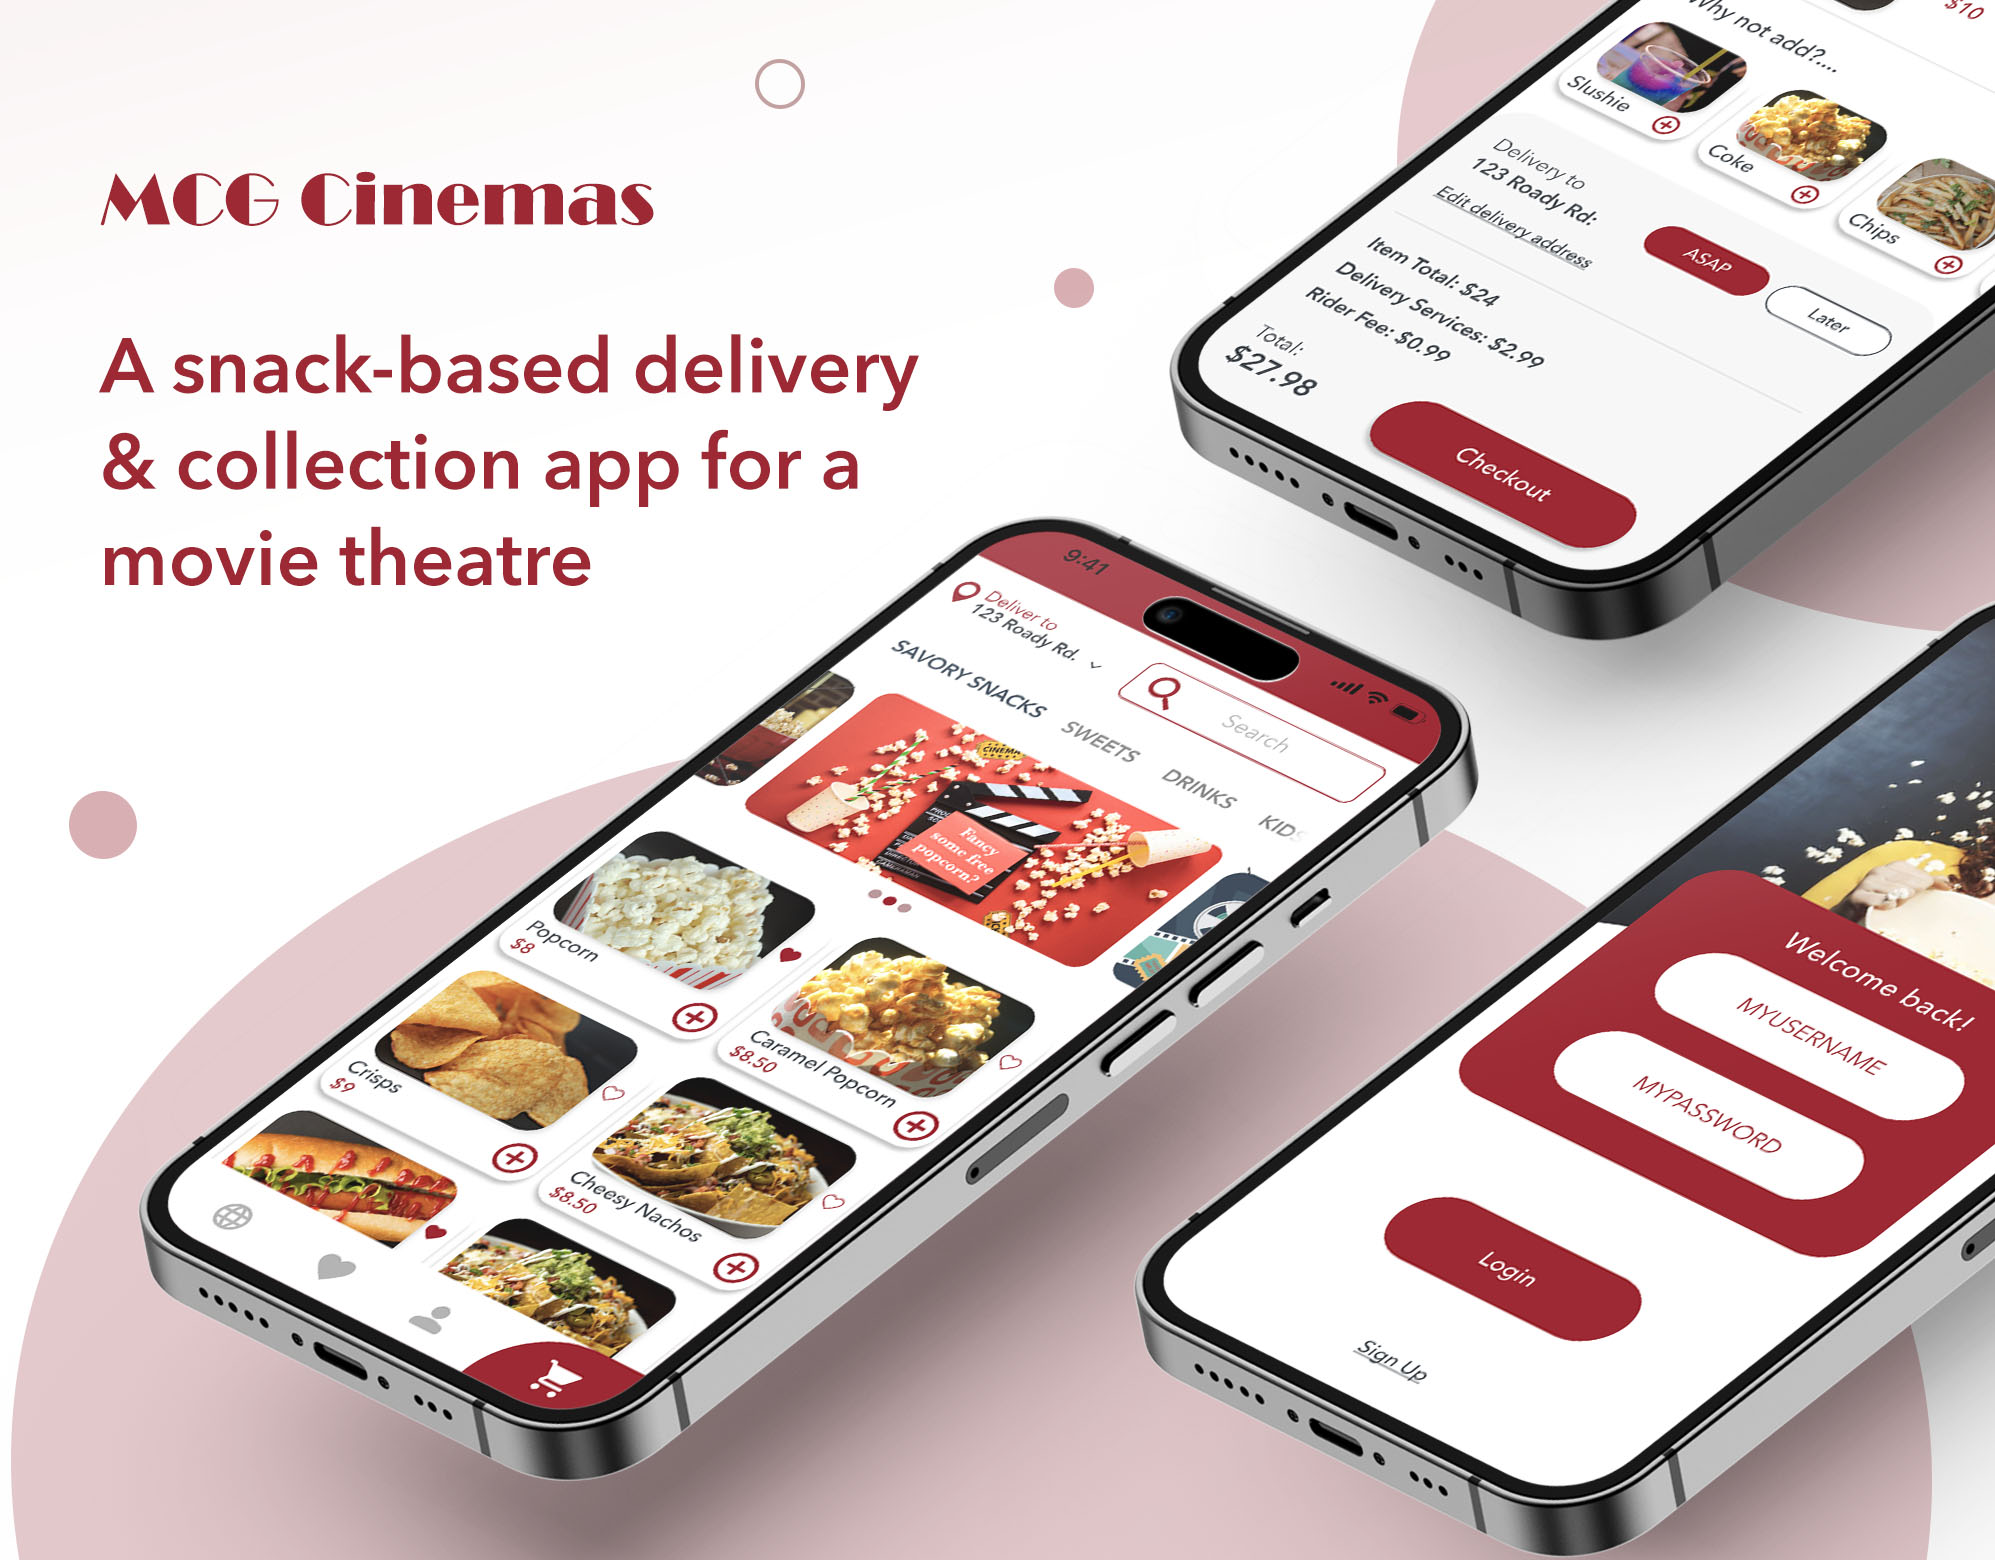 MCG Cinemas
A snack-based delivery
& collection app for a
movie theatre
$10
Why not add?....
Slushie
Coke
Chips
Delivery to
123 Roady Rd:
Edit delivery address
ASAP
Later
Item Total: $24
Delivery Services: $2.99
Rider Fee: $0.99
Total:
$27.98
Checkout
9:41
Deliver to
123 Roady Rd.
Search
SAVORY SNACKS
SWEETS
DRINKS
KIDS
CINEMA
Fancy
some free
popcorn?
Popcorn
$8
Caramel Popcorn
$8.50
Crisps
$9
Cheesy Nachos
$8.50
Welcome back!
MYUSERNAME
MYPASSWORD
Login
Sign Up